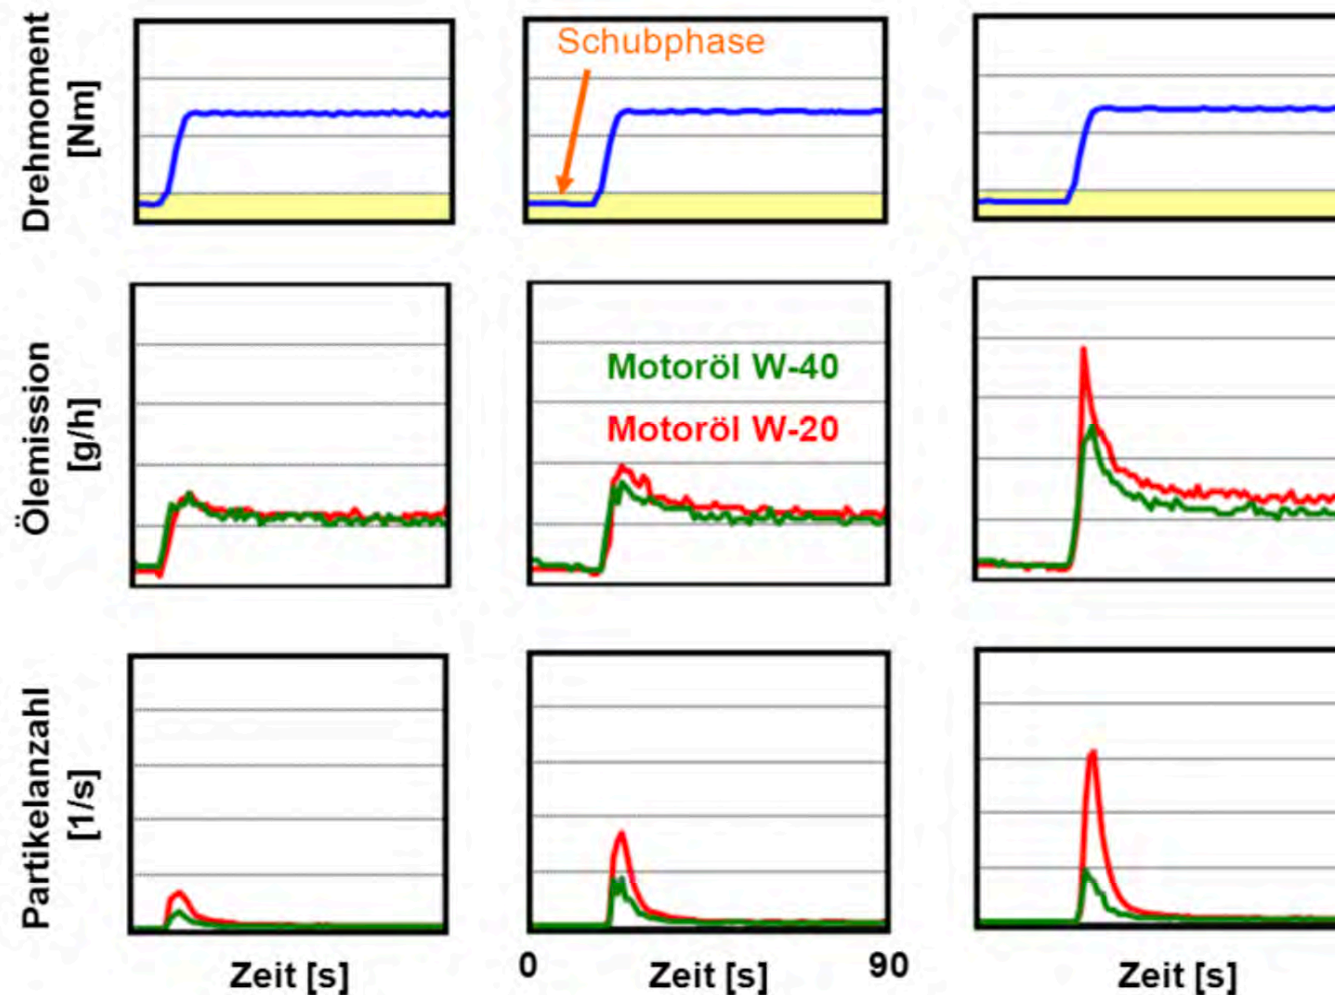 Drehmoment
[Nm]
Schubphase
Ölemission
[g/h]
Motoröl W-40
Motoröl W-20
Partikelanzahl
[1/s]
Zeit [s]
0
Zeit [s]
90
Zeit [s]